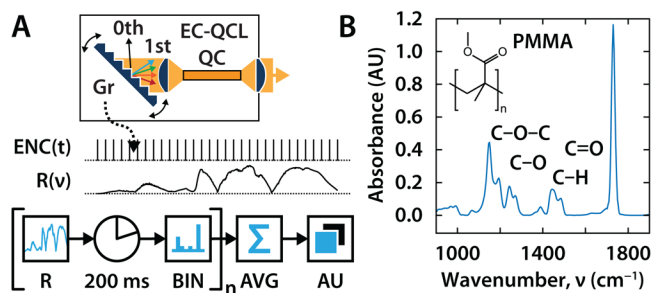 A
0th
1st
EC-QCL
QC
Gr
ENC(t)
R(ν)
R
200 ms
BIN
n
AVG
Σ
AU
B
PMMA
O
O
n
C–O–C
C–O
C=O
C–H
Absorbance (AU)
1.2
1.0
0.8
0.6
0.4
0.2
0.0
1000
1400
1800
Wavenumber, ν (cm⁻¹)